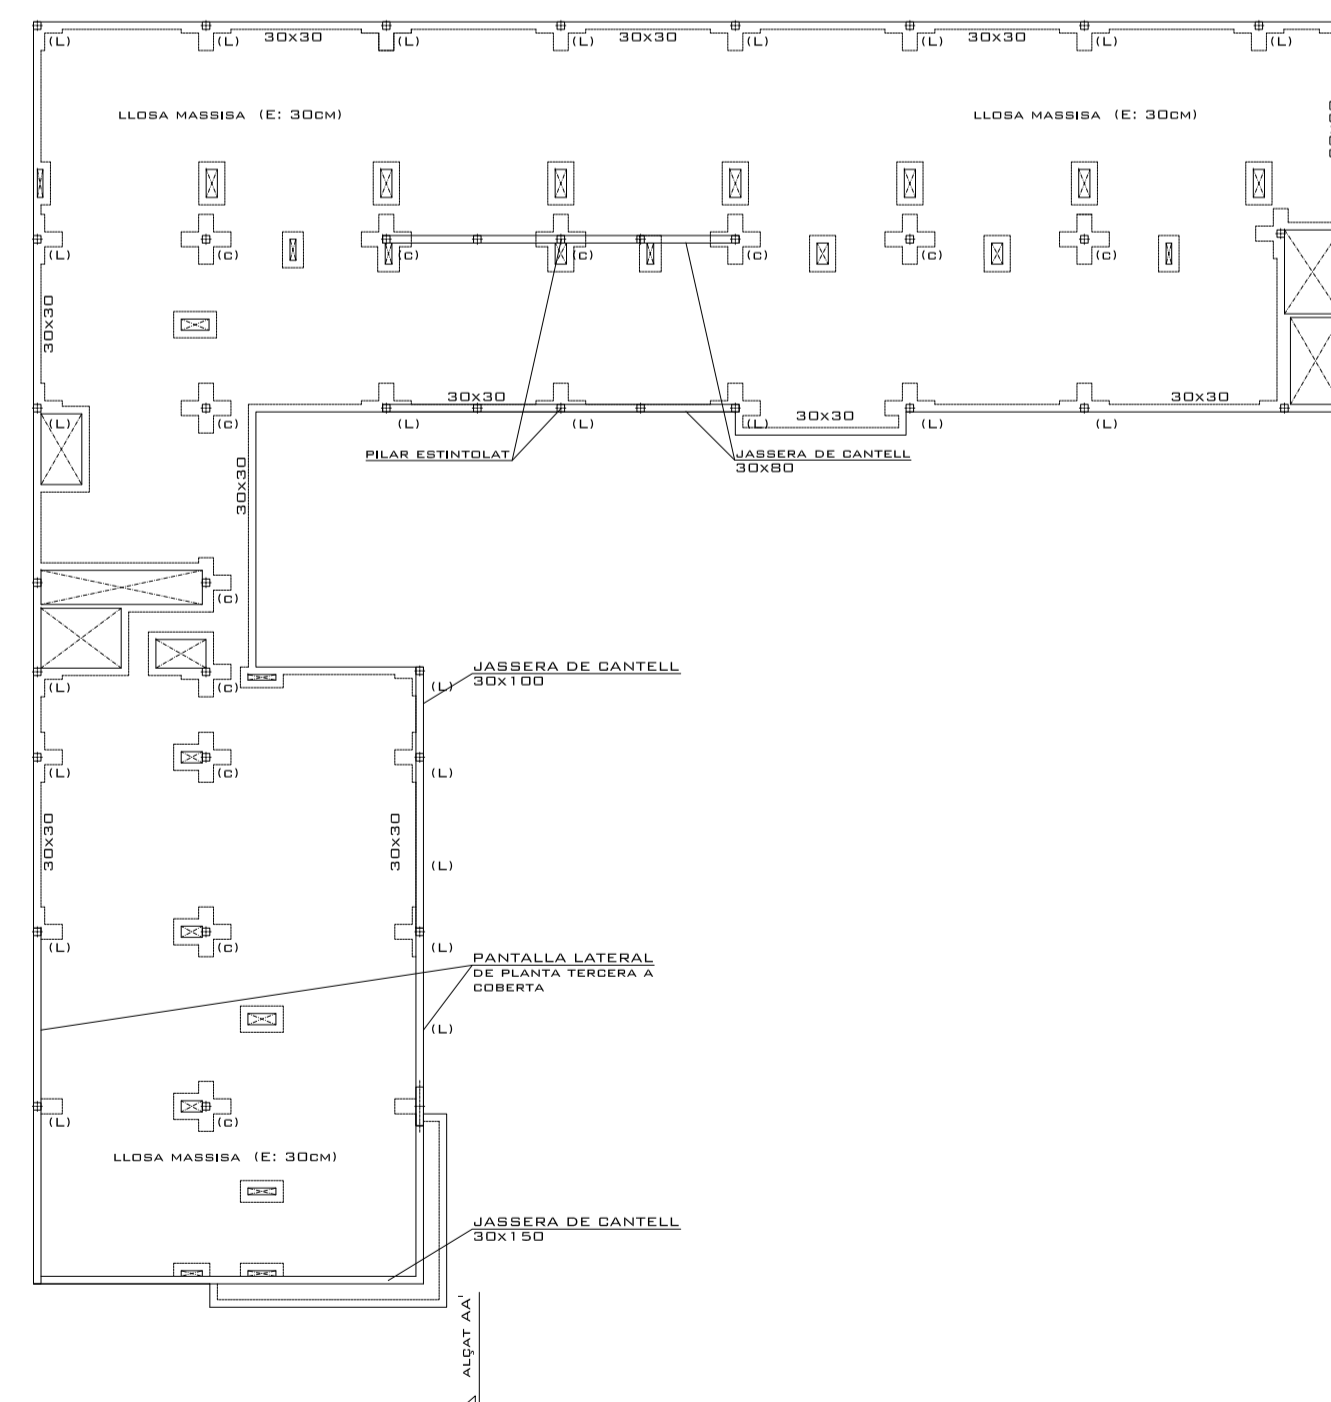 (L) (L) 30x30 (L) (L) 30x30 (L) (L) 30x30 (L) (L)
LLOSA MASSISA (E: 30CM) LLOSA MASSISA (E: 30CM)
(L) (C) (C) (C) (C) (C) (C)
30x30
30x30 30x30
30x30
(L) (C) (L) (L) (L) (L) (L)
PILAR ESTINTOLAT JASSERA DE CANTELL
30x80
30x30
(C)
JASSERA DE CANTELL
30x100
(L) (C) (L)
(L) (C) (L)
30x30 30x30
(L)
(L) (C) (L)
PANTALLA LATERAL
DE PLANTA TERCERA A
COBERTA
(L)
(L) (C)
LLOSA MASSISA (E: 30CM)
JASSERA DE CANTELL
30x150
ALÇAT AA'